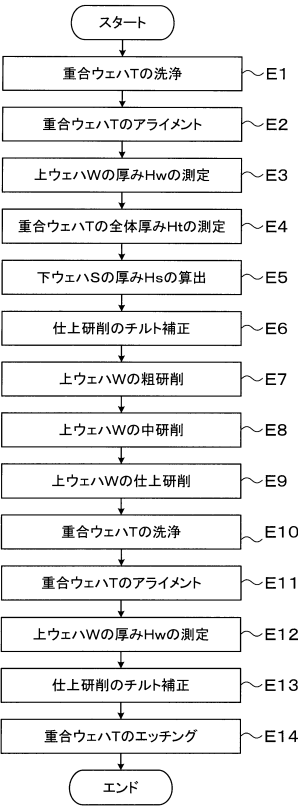 スタート
重合ウェハTの洗浄 E1
重合ウェハTのアライメント E2
上ウェハWの厚みHwの測定 E3
重合ウェハTの全体厚みHtの測定 E4
下ウェハSの厚みHsの算出 E5
仕上研削のチルト補正 E6
上ウェハWの粗研削 E7
上ウェハWの中研削 E8
上ウェハWの仕上研削 E9
重合ウェハTの洗浄 E10
重合ウェハTのアライメント E11
上ウェハWの厚みHwの測定 E12
仕上研削のチルト補正 E13
重合ウェハTのエッチング E14
エンド